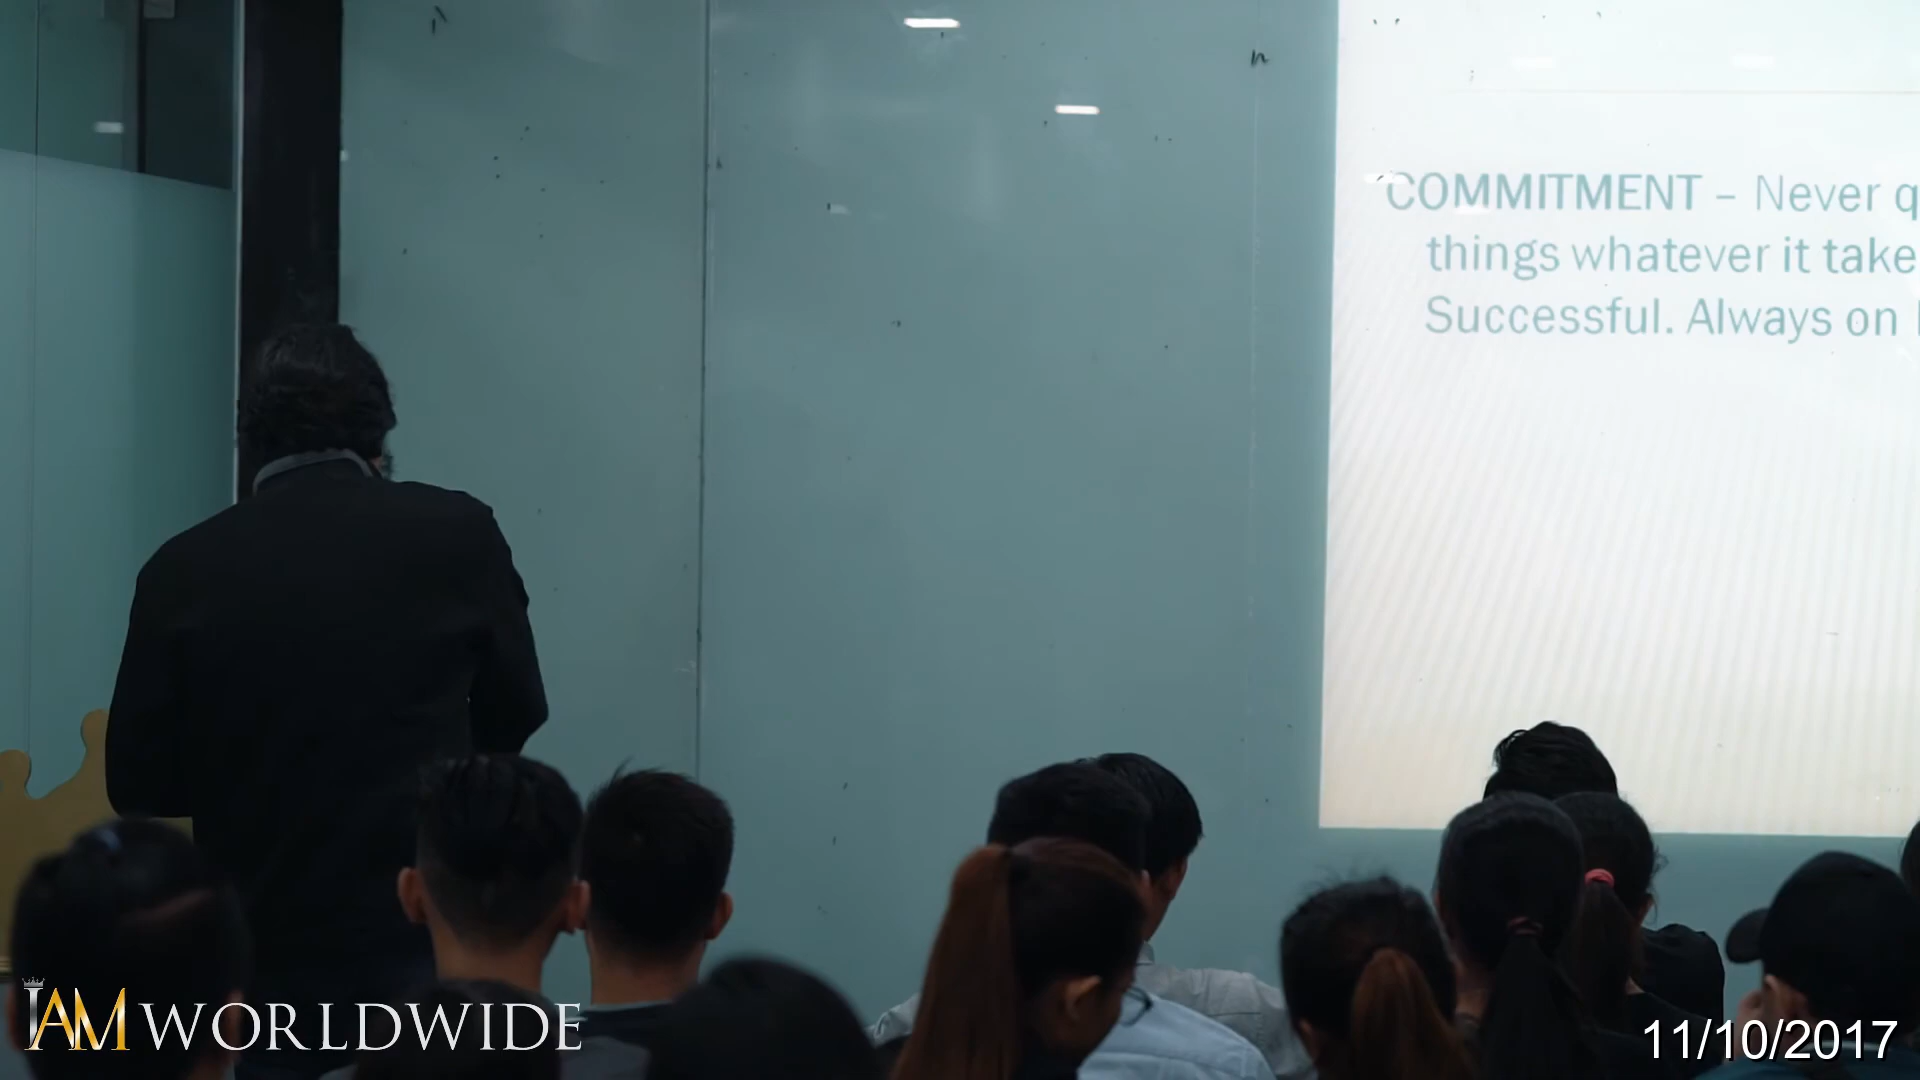 COMMITMENT – Never q
things whatever it take
Successful. Always on
IAM WORLDWIDE
11/10/2017